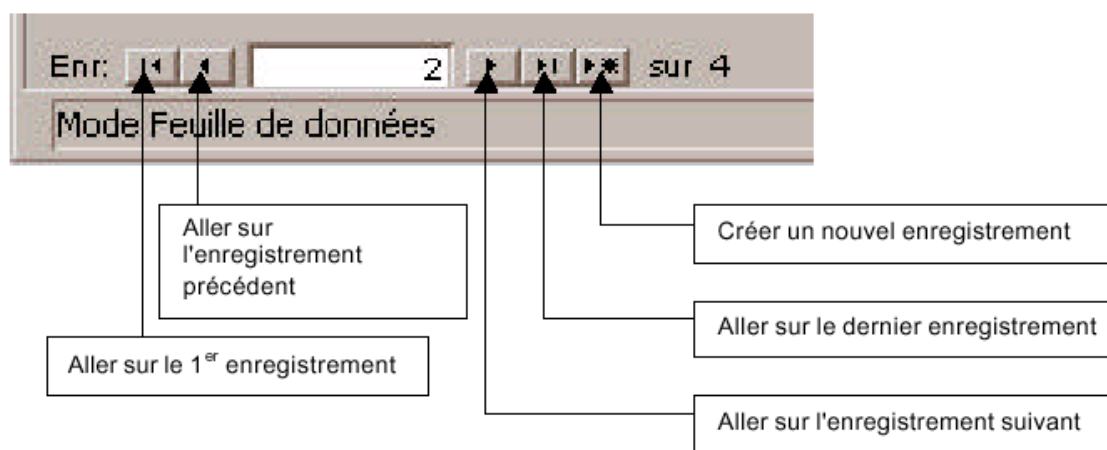 Enr: 2 sur 4
Mode Feuille de données
Aller sur
l'enregistrement
précédent
Créer un nouvel enregistrement
Aller sur le dernier enregistrement
Aller sur le 1er enregistrement
Aller sur l'enregistrement suivant